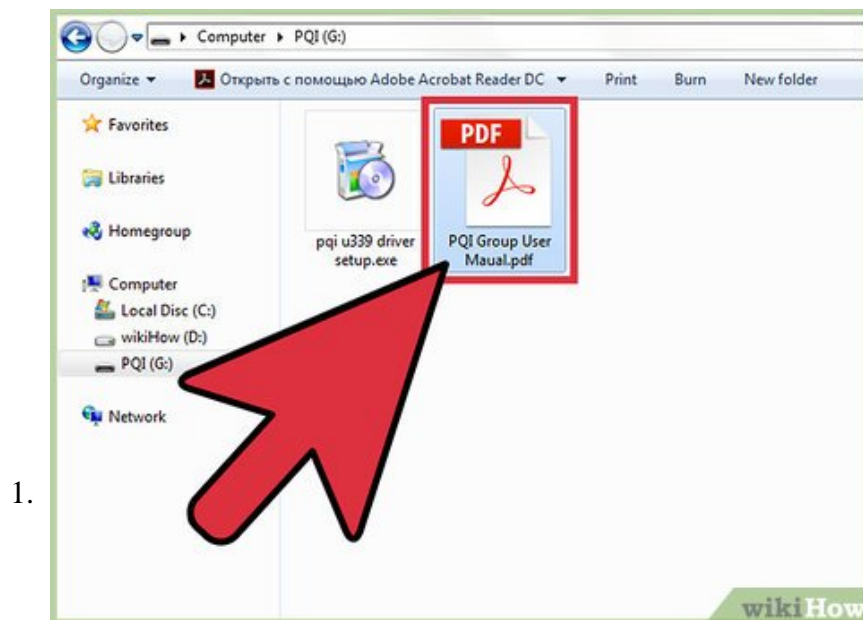 Computer ▸ PQI (G:)
Organize ▾ Открыть с помощью Adobe Acrobat Reader DC ▾ Print Burn New folder
Favorites
Libraries
Homegroup
Computer
Local Disc (C:)
wikiHow (D:)
PQI (G:)
Network
pqi u339 driver
setup.exe
PDF
PQI Group User
Maual.pdf
1.
wikiHow